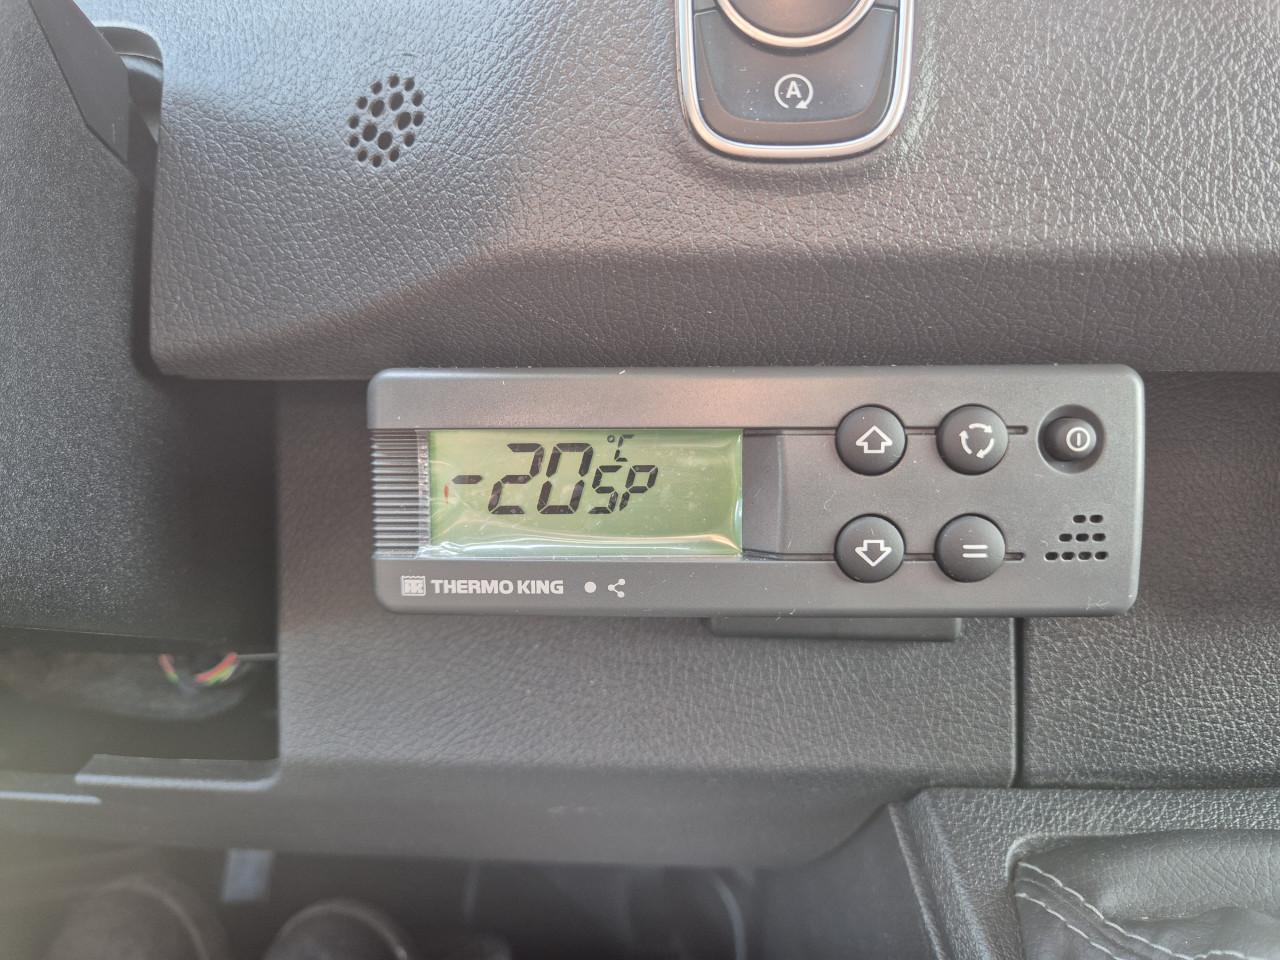 A
-20°C SP
THERMO KING